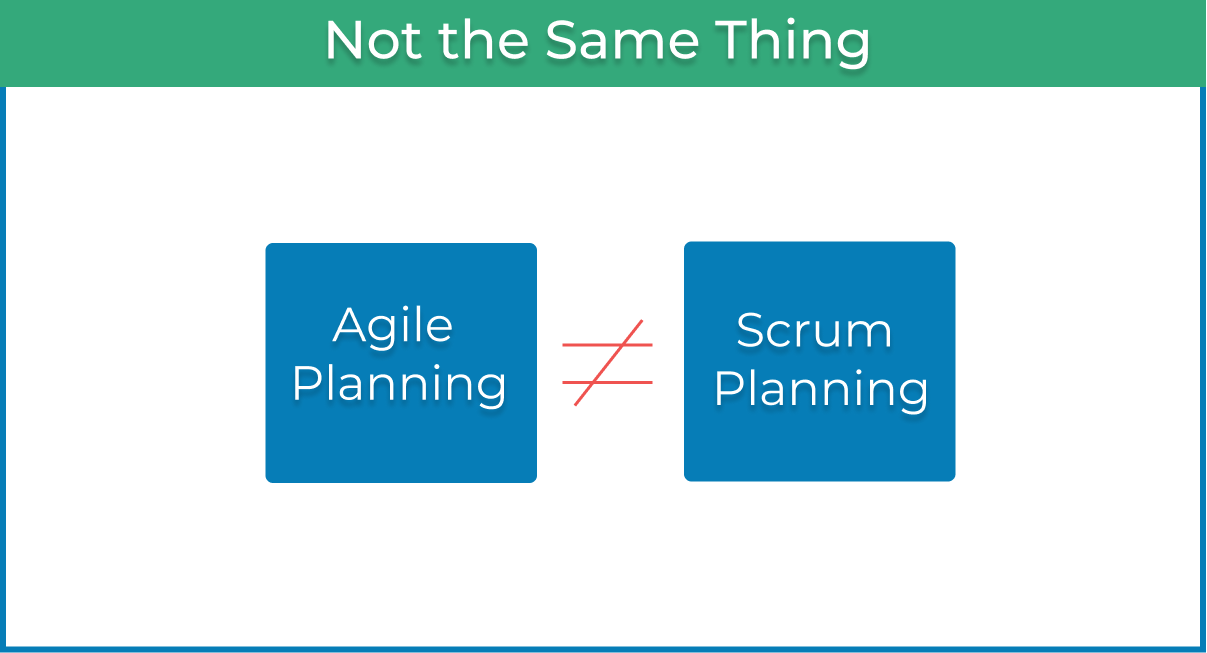 Not the Same Thing
Agile
Planning
≠
Scrum
Planning